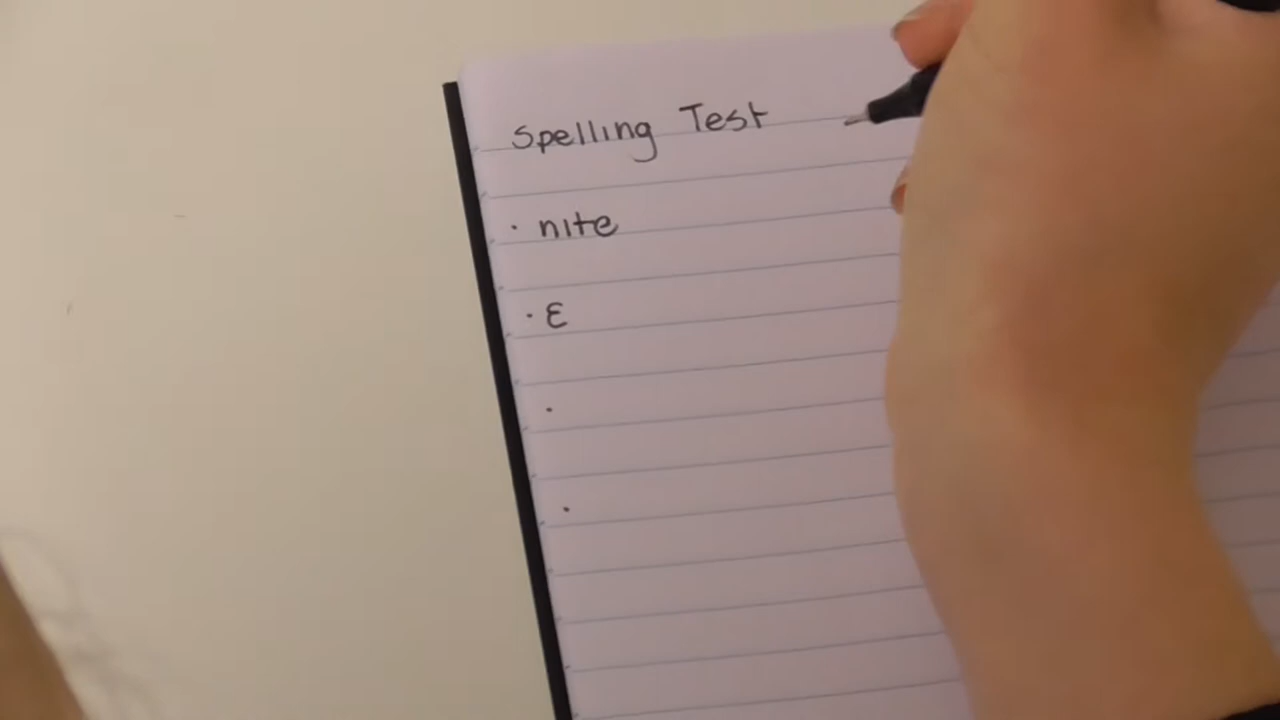 Spelling Test
· nite
· ε
·
·